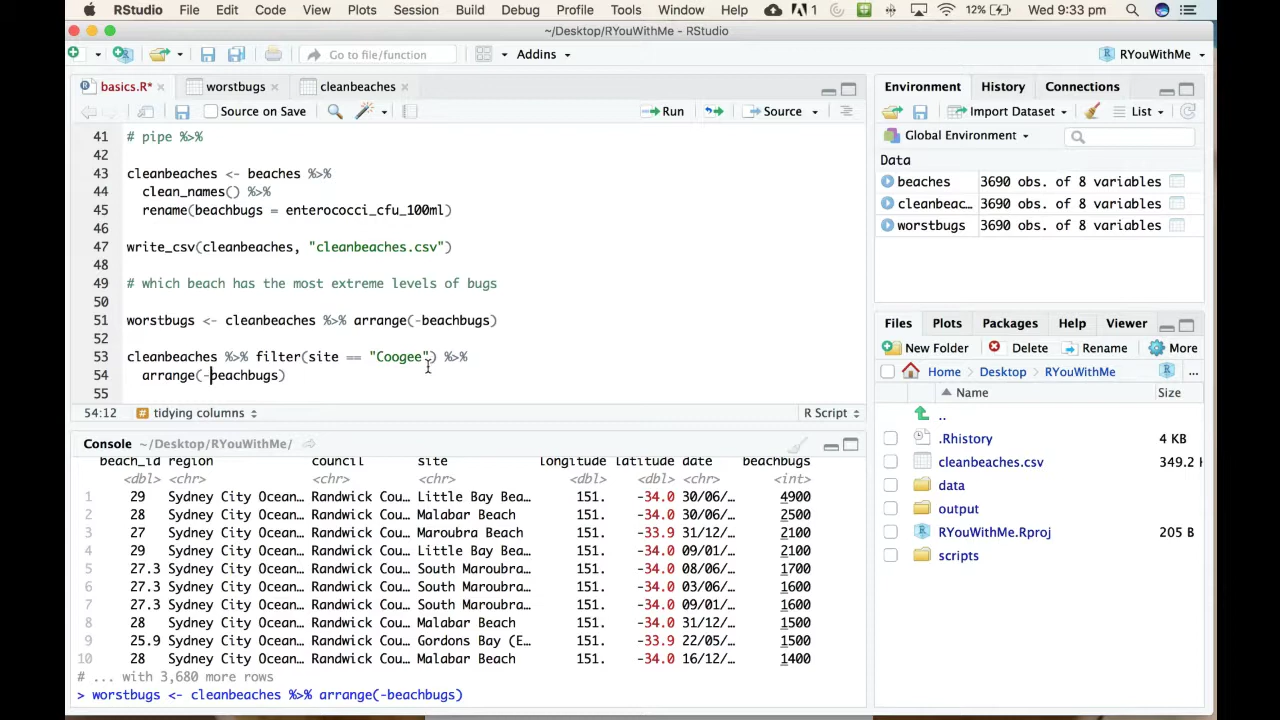 RStudio File Edit Code View Plots Session Build Debug Profile Tools Window Help 1 12% Wed 9:33 pm
~/Desktop/RYouWithMe - RStudio
Go to file/function Addins RYouWithMe
basics.R* worstbugs cleanbeaches
Source on Save Run Source
41 # pipe %>%
42
43 cleanbeaches <- beaches %>%
44 clean_names() %>%
45 rename(beachbugs = enterococci_cfu_100ml)
46
47 write_csv(cleanbeaches, "cleanbeaches.csv")
48
49 # which beach has the most extreme levels of bugs
50
51 worstbugs <- cleanbeaches %>% arrange(-beachbugs)
52
53 cleanbeaches %>% filter(site == "Coogee") %>%
54 arrange(-beachbugs)
55
54:12 # tidying columns R Script
Console ~/Desktop/RYouWithMe/
beach_id region council site longitude latitude date beachbugs
<dbl> <chr> <chr> <chr> <dbl> <dbl> <chr> <int>
1 29 Sydney City Ocean… Randwick Cou… Little Bay Bea… 151. -34.0 30/06/… 4900
2 28 Sydney City Ocean… Randwick Cou… Malabar Beach 151. -34.0 30/06/… 2500
3 27 Sydney City Ocean… Randwick Cou… Maroubra Beach 151. -33.9 31/12/… 2100
4 29 Sydney City Ocean… Randwick Cou… Little Bay Bea… 151. -34.0 09/01/… 2100
5 27.3 Sydney City Ocean… Randwick Cou… South Maroubra… 151. -34.0 08/06/… 1700
6 27.3 Sydney City Ocean… Randwick Cou… South Maroubra… 151. -34.0 03/06/… 1600
7 27.3 Sydney City Ocean… Randwick Cou… South Maroubra… 151. -34.0 09/01/… 1600
8 28 Sydney City Ocean… Randwick Cou… Malabar Beach 151. -34.0 31/12/… 1500
9 25.9 Sydney City Ocean… Randwick Cou… Gordons Bay (E… 151. -33.9 22/05/… 1500
10 28 Sydney City Ocean… Randwick Cou… Malabar Beach 151. -34.0 16/12/… 1400
# ... with 3,680 more rows
> worstbugs <- cleanbeaches %>% arrange(-beachbugs)
Environment History Connections
Import Dataset List
Global Environment
Data
beaches 3690 obs. of 8 variables
cleanbeac… 3690 obs. of 8 variables
worstbugs 3690 obs. of 8 variables
Files Plots Packages Help Viewer
New Folder Delete Rename More
Home Desktop RYouWithMe ...
Name Size
..
.Rhistory 4 KB
cleanbeaches.csv 349.2 K
data
output
RYouWithMe.Rproj 205 B
scripts